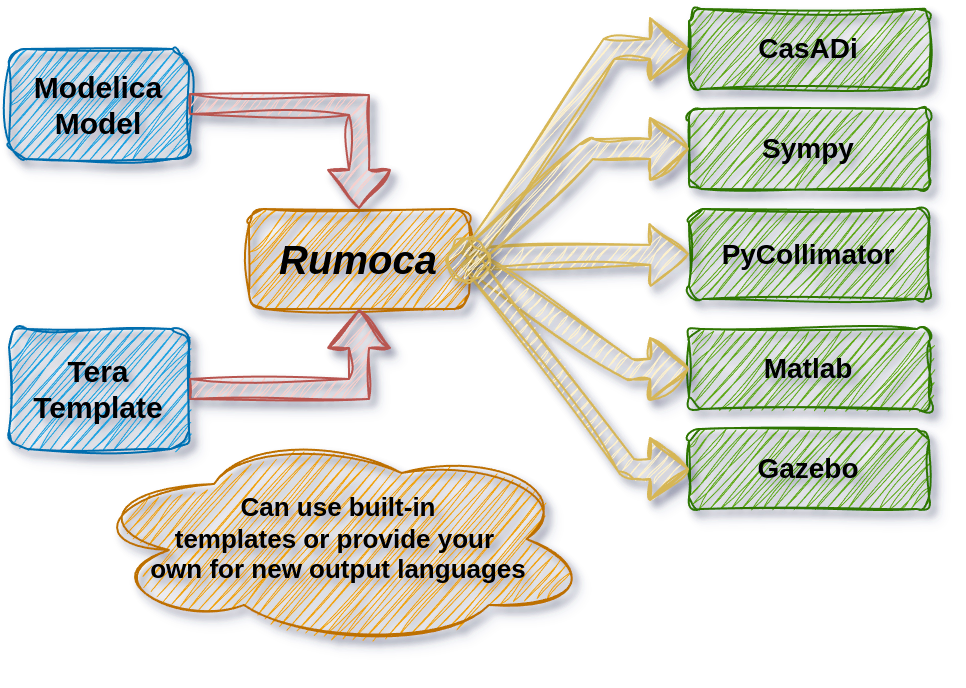 Modelica
Model
Rumoca
Tera
Template
Can use built-in
templates or provide your
own for new output languages
CasADi
Sympy
PyCollimator
Matlab
Gazebo